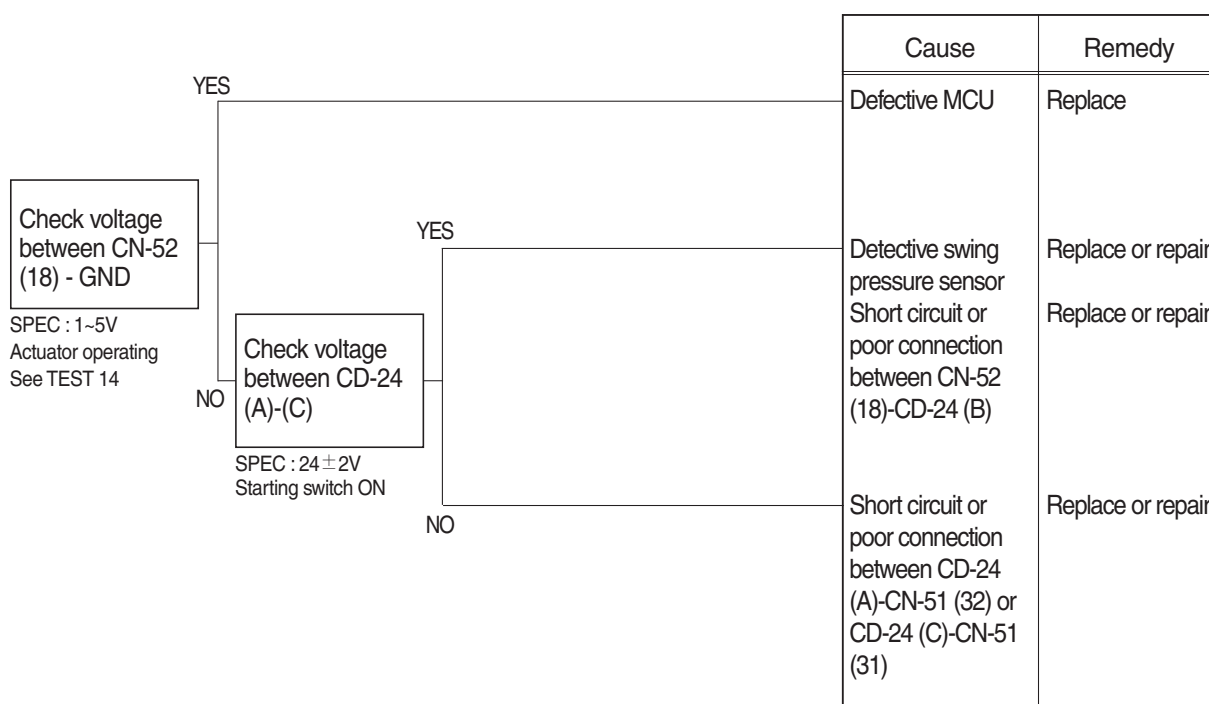 Cause
Remedy
YES
Defective MCU
Replace
Check voltage
between CN-52
(18) - GND
SPEC : 1~5V
Actuator operating
See TEST 14
NO
Check voltage
between CD-24
(A)-(C)
SPEC : 24±2V
Starting switch ON
YES
Detective swing
pressure sensor
Replace or repair
Short circuit or
poor connection
between CN-52
(18)-CD-24 (B)
Replace or repair
NO
Short circuit or
poor connection
between CD-24
(A)-CN-51 (32) or
CD-24 (C)-CN-51
(31)
Replace or repair